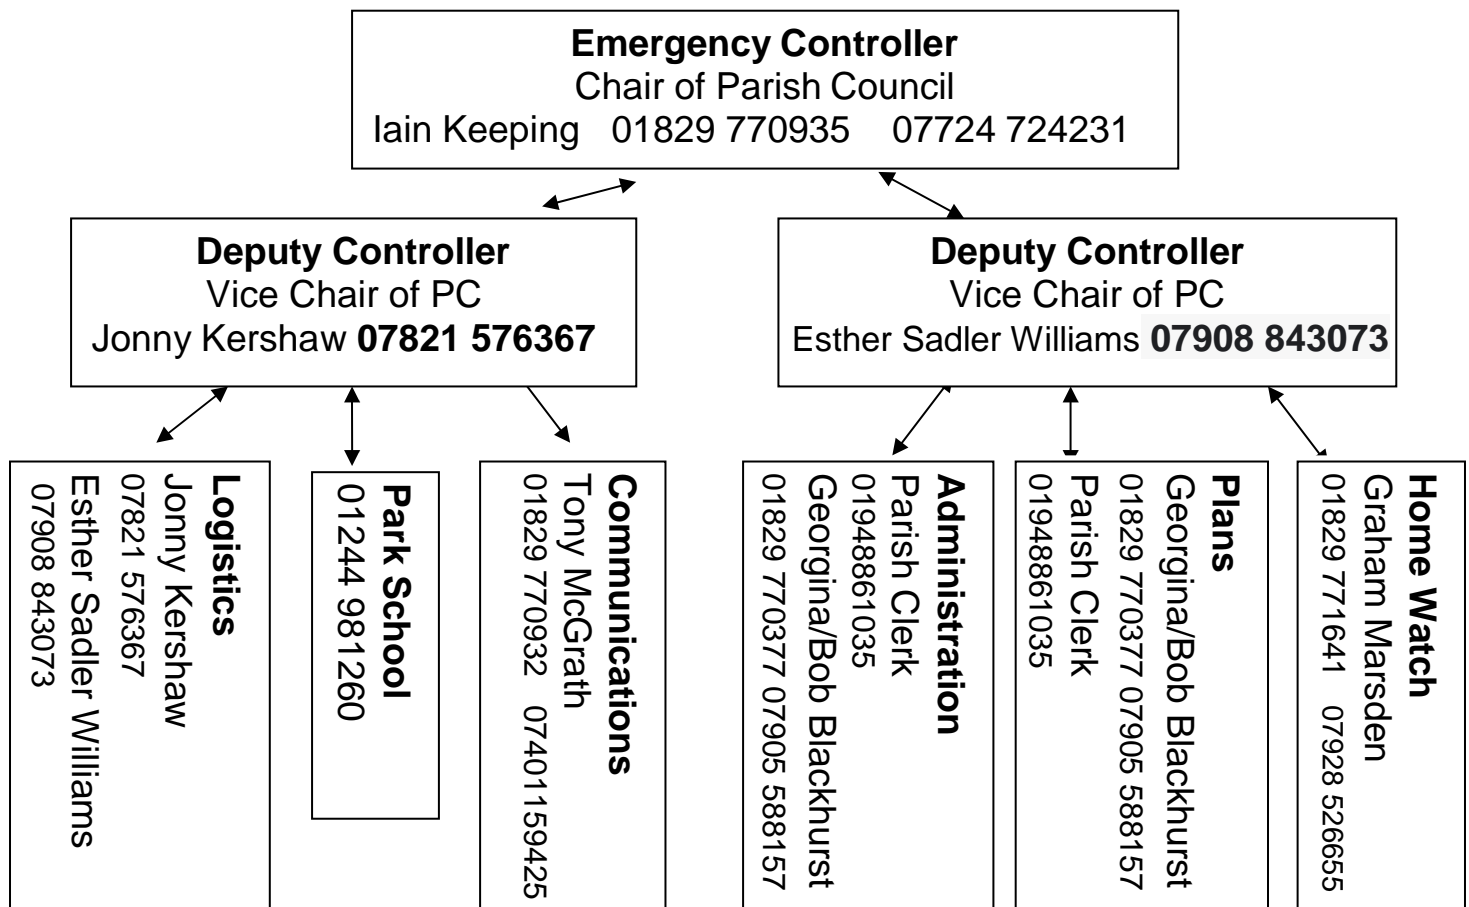 Emergency Controller
Chair of Parish Council
Iain Keeping 01829 770935 07724 724231
Deputy Controller
Vice Chair of PC
Jonny Kershaw 07821 576367
Deputy Controller
Vice Chair of PC
Esther Sadler Williams 07908 843073
Logistics
Jonny Kershaw
07821 576367
Esther Sadler Williams
07908 843073
Park School
01244 981260
Communications
Tony McGrath
01829 770932 07401159425
Administration
Parish Clerk
01948861035
Georgina/Bob Blackhurst
01829 770377 07905 588157
Plans
Georgina/Bob Blackhurst
01829 770377 07905 588157
Parish Clerk
01948861035
Home Watch
Graham Marsden
01829 771641 07928 526655